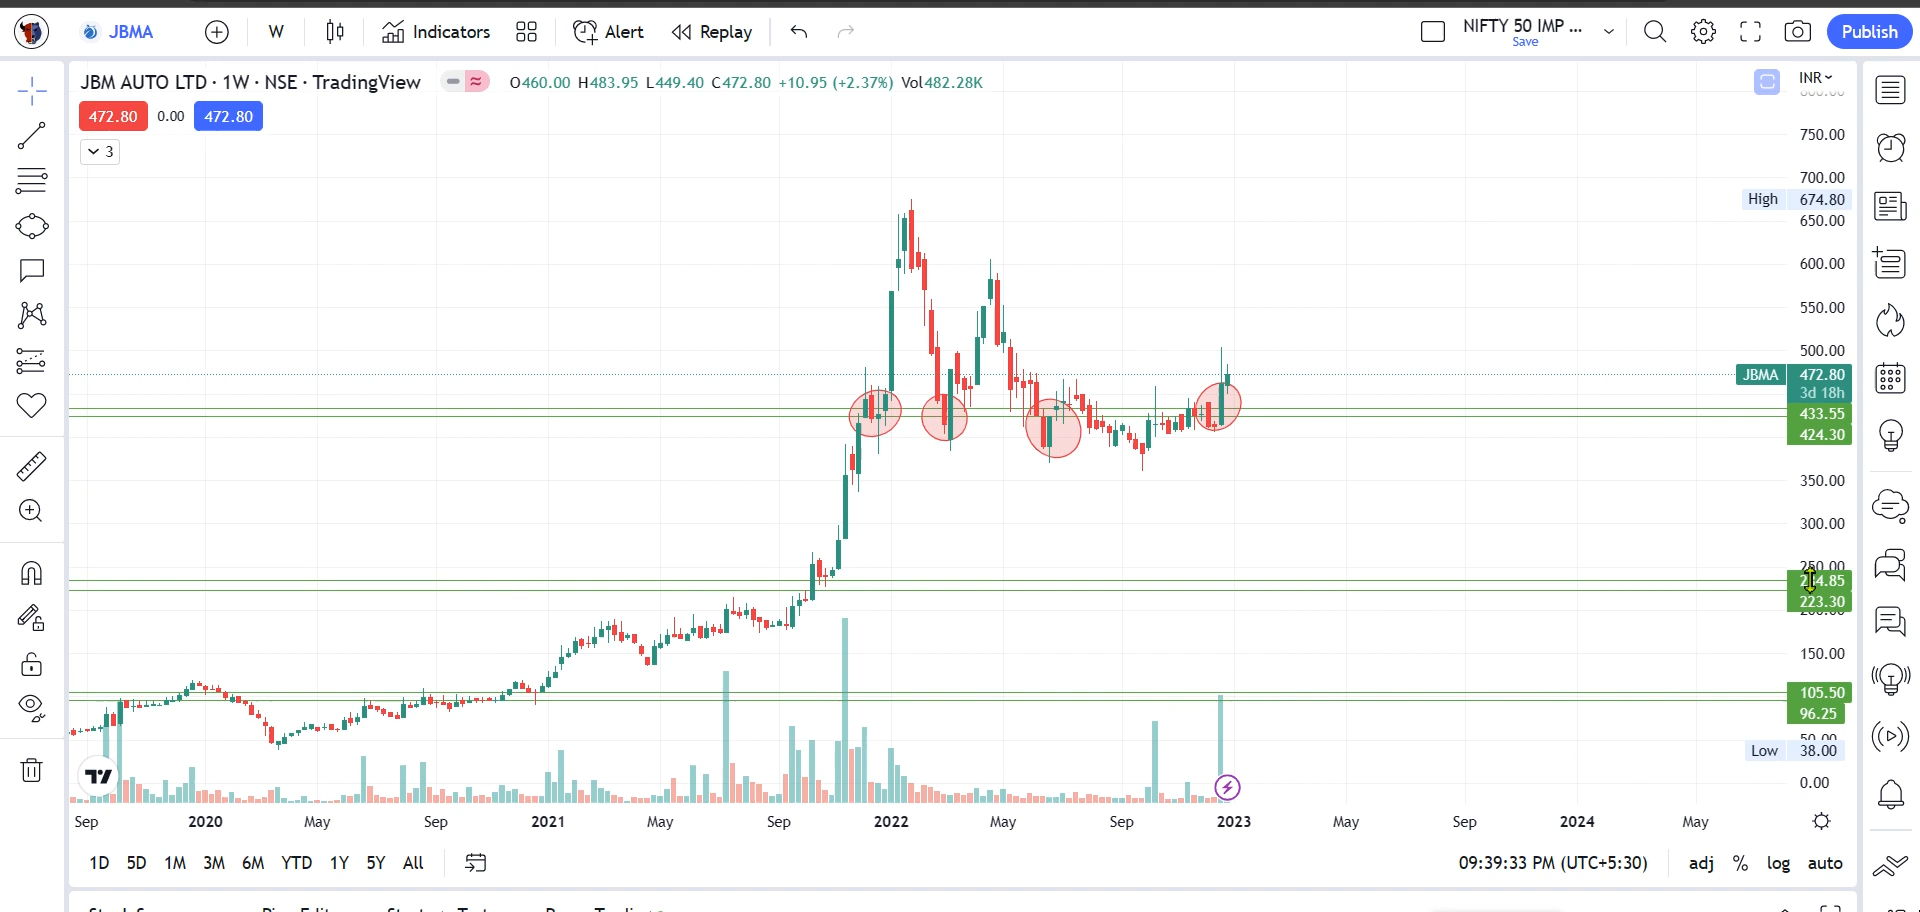 JBMA
W
Indicators
Alert
Replay
NIFTY 50 IMP ...
Save
Publish
JBM AUTO LTD · 1W · NSE · TradingView
O460.00 H483.95 L449.40 C472.80 +10.95 (+2.37%) Vol482.28K
INR
472.80 0.00 472.80
3
750.00
700.00
High 674.80
650.00
600.00
550.00
500.00
JBMA 472.80
3d 18h
433.55
424.30
350.00
300.00
250.00
223.30
150.00
105.50
96.25
50.00
Low 38.00
0.00
Sep 2020 May Sep 2021 May Sep 2022 May Sep 2023 May Sep 2024 May
1D 5D 1M 3M 6M YTD 1Y 5Y All
09:39:33 PM (UTC+5:30) adj % log auto